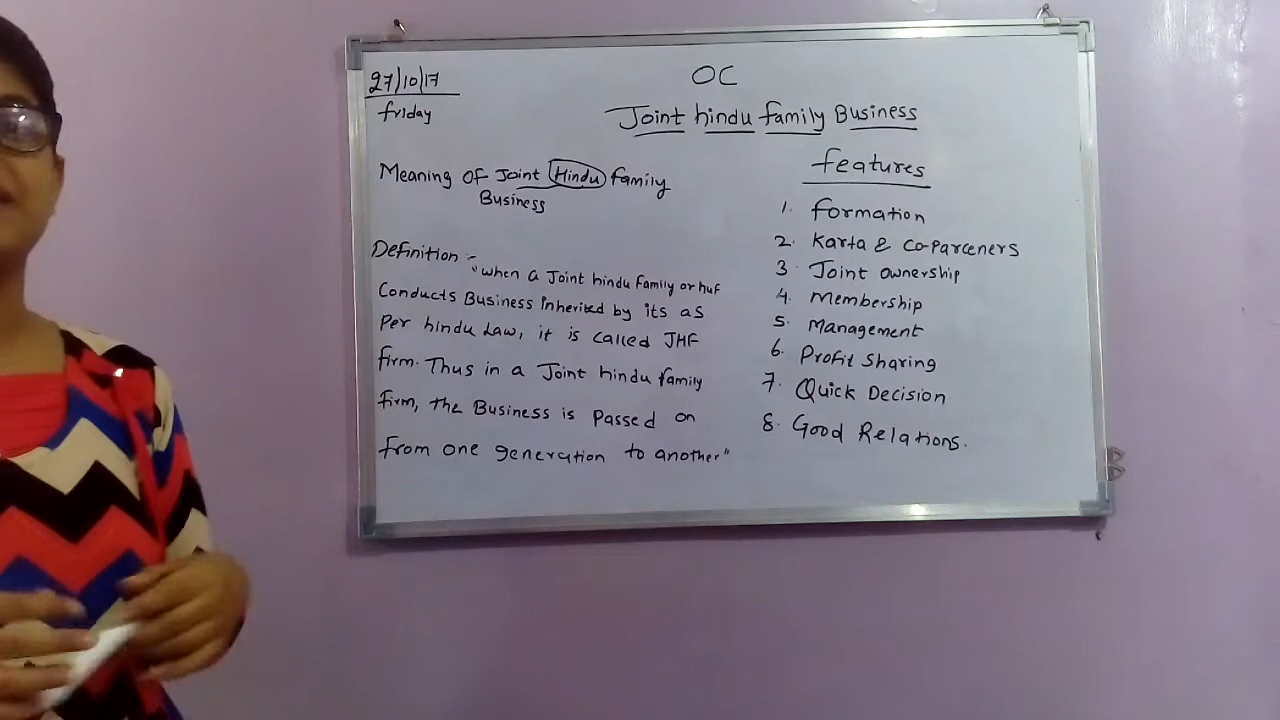 27/10/17
friday
OC
Joint hindu family Business
Meaning OF Joint Hindu family
Business
Definition :-
"when a Joint hindu family or huf
Conducts Business inherited by its as
Per hindu Law, it is called JHF
firm. Thus in a Joint hindu family
firm, the Business is passed on
from one generation to another"
features
1. formation
2. Karta & Co-Parceners
3. Joint ownership
4. Membership
5. Management
6. Profit Sharing
7. Quick Decision
8. Good Relations.